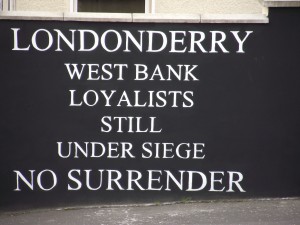 LONDONDERRY
WEST BANK
LOYALISTS
STILL
UNDER SIEGE
NO SURRENDER